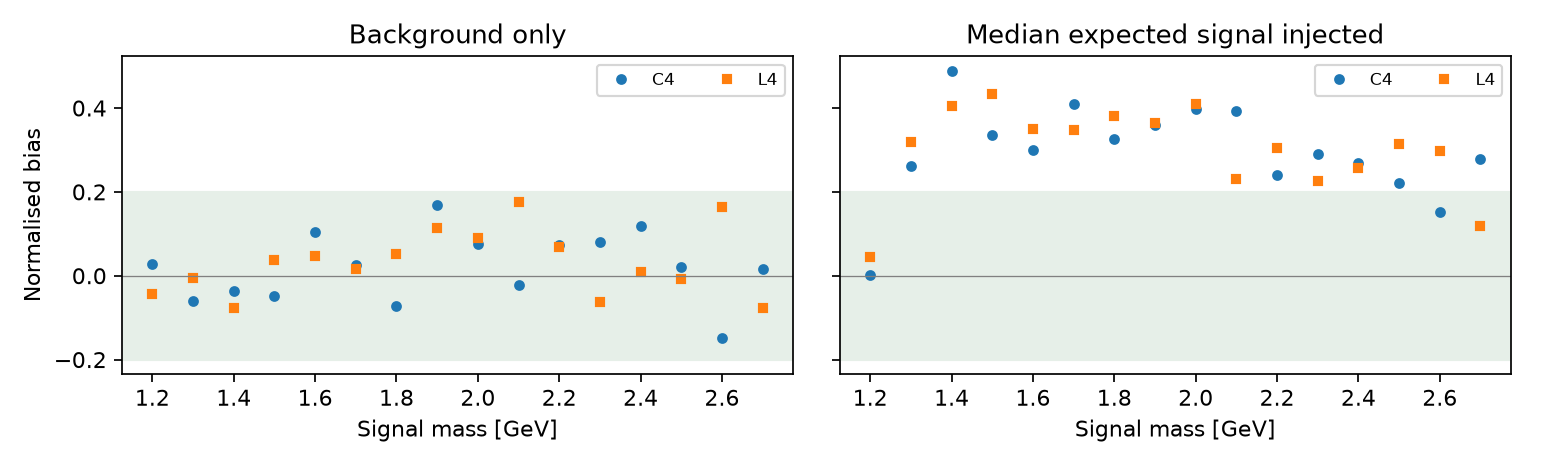 Background only
Median expected signal injected
C4 L4
C4 L4
Normalised bias
0.4
0.2
0.0
−0.2
1.2 1.4 1.6 1.8 2.0 2.2 2.4 2.6
1.2 1.4 1.6 1.8 2.0 2.2 2.4 2.6
Signal mass [GeV]
Signal mass [GeV]